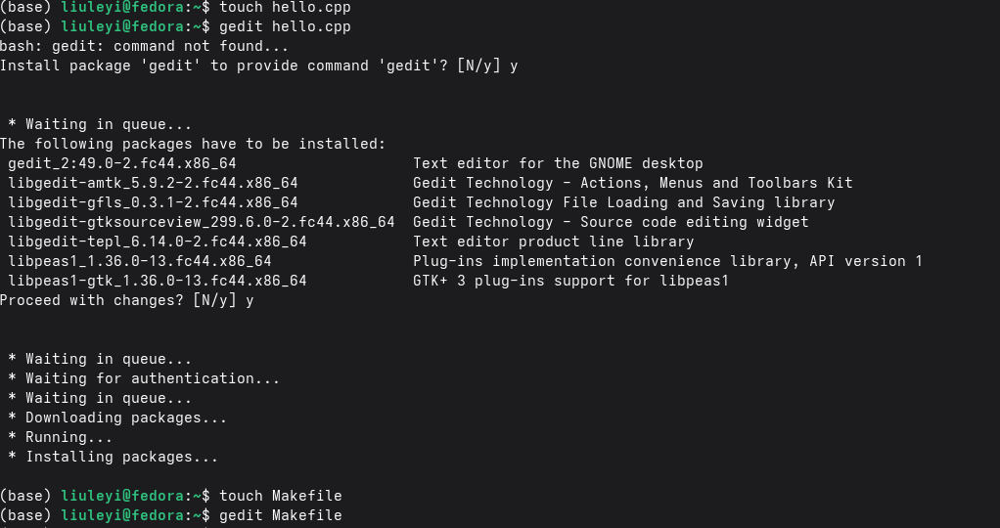 (base) liuleyi@fedora:~$ touch hello.cpp
(base) liuleyi@fedora:~$ gedit hello.cpp
bash: gedit: command not found...
Install package 'gedit' to provide command 'gedit'? [N/y] y
* Waiting in queue...
The following packages have to be installed:
gedit_2:49.0-2.fc44.x86_64 Text editor for the GNOME desktop
libgedit-amtk_5.9.2-2.fc44.x86_64 Gedit Technology - Actions, Menus and Toolbars Kit
libgedit-gfls_0.3.1-2.fc44.x86_64 Gedit Technology File Loading and Saving library
libgedit-gtksourceview_299.6.0-2.fc44.x86_64 Gedit Technology - Source code editing widget
libgedit-tepl_6.14.0-2.fc44.x86_64 Text editor product line library
libpeas1_1.36.0-13.fc44.x86_64 Plug-ins implementation convenience library, API version 1
libpeas1-gtk_1.36.0-13.fc44.x86_64 GTK+ 3 plug-ins support for libpeas1
Proceed with changes? [N/y] y
* Waiting in queue...
* Waiting for authentication...
* Waiting in queue...
* Downloading packages...
* Running...
* Installing packages...
(base) liuleyi@fedora:~$ touch Makefile
(base) liuleyi@fedora:~$ gedit Makefile